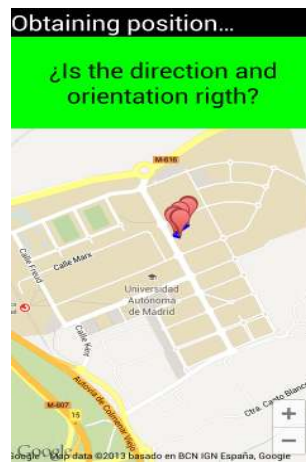 Obtaining position...
¿Is the direction and
orientation rigth?
M-616
Calle Freud
Calle Marx
Universidad
Autónoma
de Madrid
Calle Key
M-607
Autovía de Colmenar Viejo
Ctra. Canto Blanco
+
−
Google
Map data ©2013 basado en BCN IGN España, Google